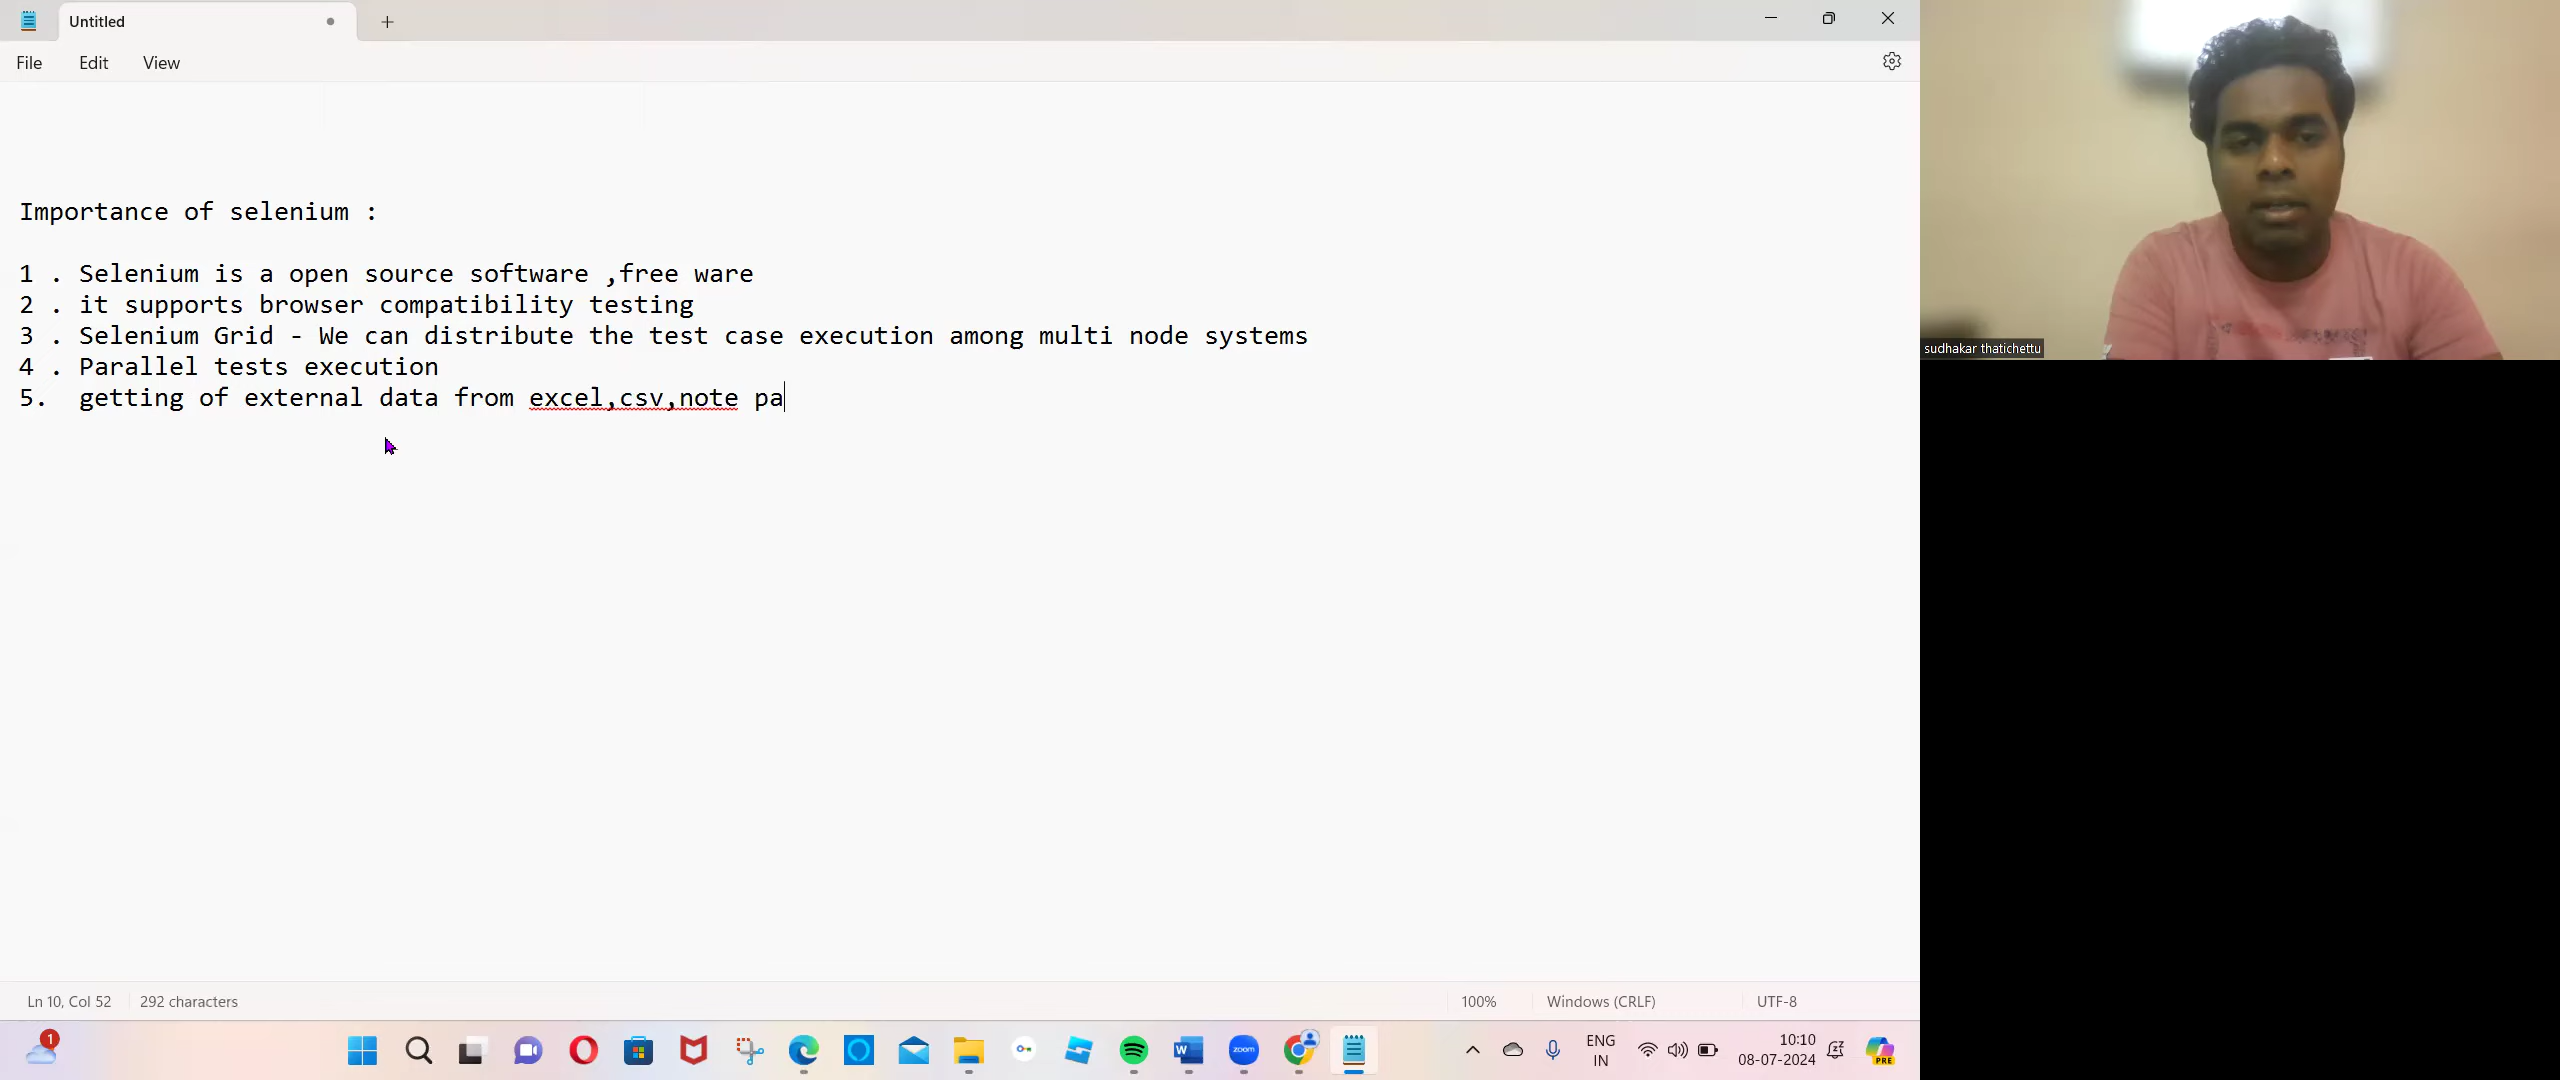 Untitled
File Edit View
Importance of selenium :
1 . Selenium is a open source software ,free ware
2 . it supports browser compatibility testing
3 . Selenium Grid - We can distribute the test case execution among multi node systems
4 . Parallel tests execution
5.  getting of external data from excel,csv,note pa
sudhakar thatichettu
Ln 10, Col 52 292 characters 100% Windows (CRLF) UTF-8
1 W zoom ENG 10:10
IN 08-07-2024 PRE